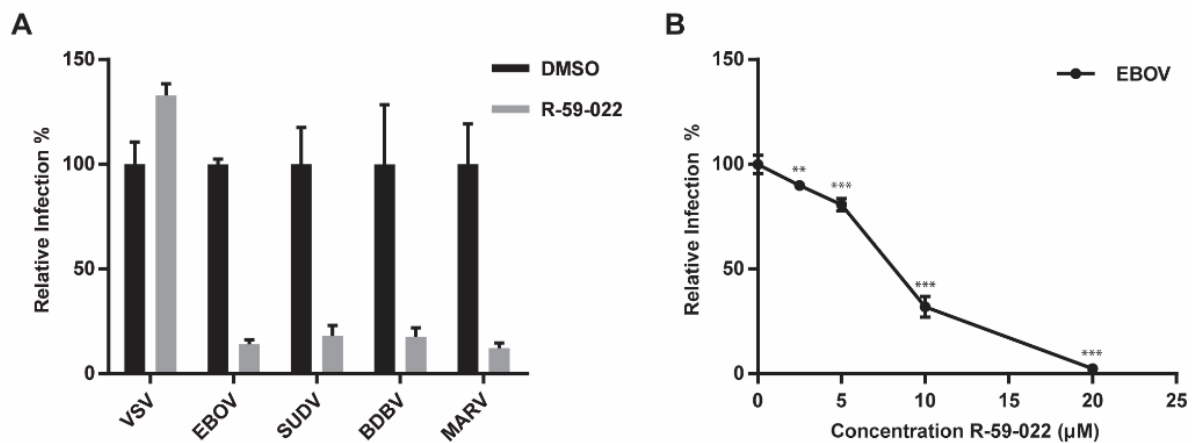 A
Relative Infection %
150
100
50
0
DMSO
R-59-022
VSV
EBOV
SUDV
BDBV
MARV
B
Relative Infection %
150
100
50
0
EBOV
**
***
***
***
0
5
10
15
20
25
Concentration R-59-022 (µM)